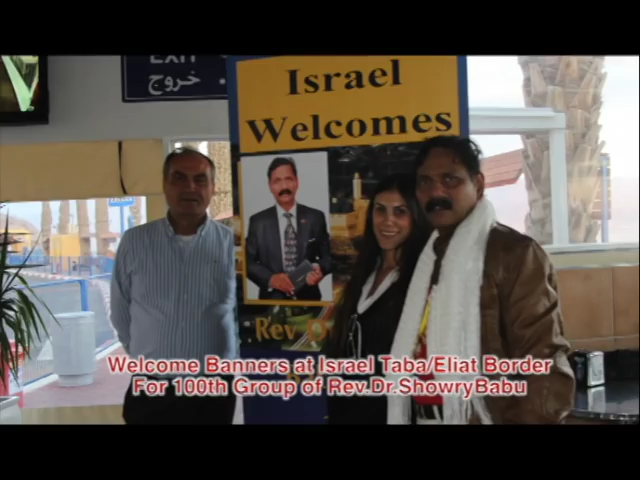 EXIT
خروج
Israel
Welcomes
Rev
Welcome Banners at Israel Taba/Eliat Border
For 100th Group of Rev.Dr.ShowryBabu